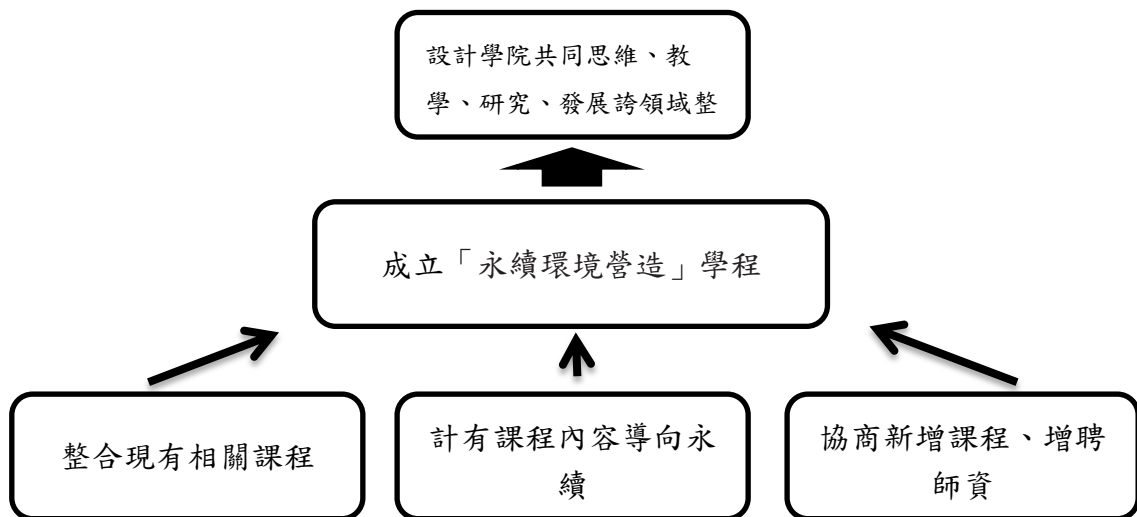 設計學院共同思維、教
學、研究、發展誇領域整
成立「永續環境營造」學程
整合現有相關課程
計有課程內容導向永
續
協商新增課程、增聘
師資